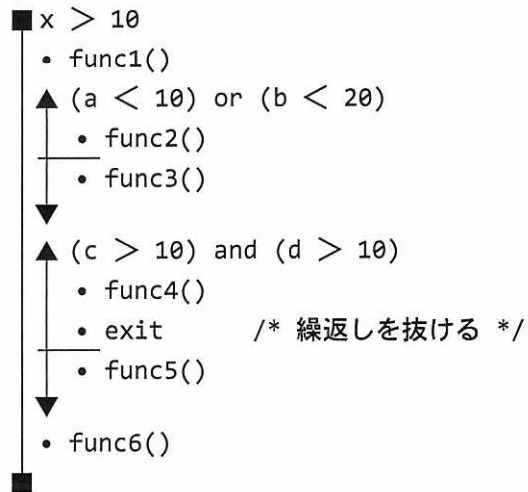 ■ x > 10
• func1()
▲ (a < 10) or (b < 20)
• func2()
• func3()
▼
▲ (c > 10) and (d > 10)
• func4()
• exit /* 繰返しを抜ける */
• func5()
▼
• func6()
■